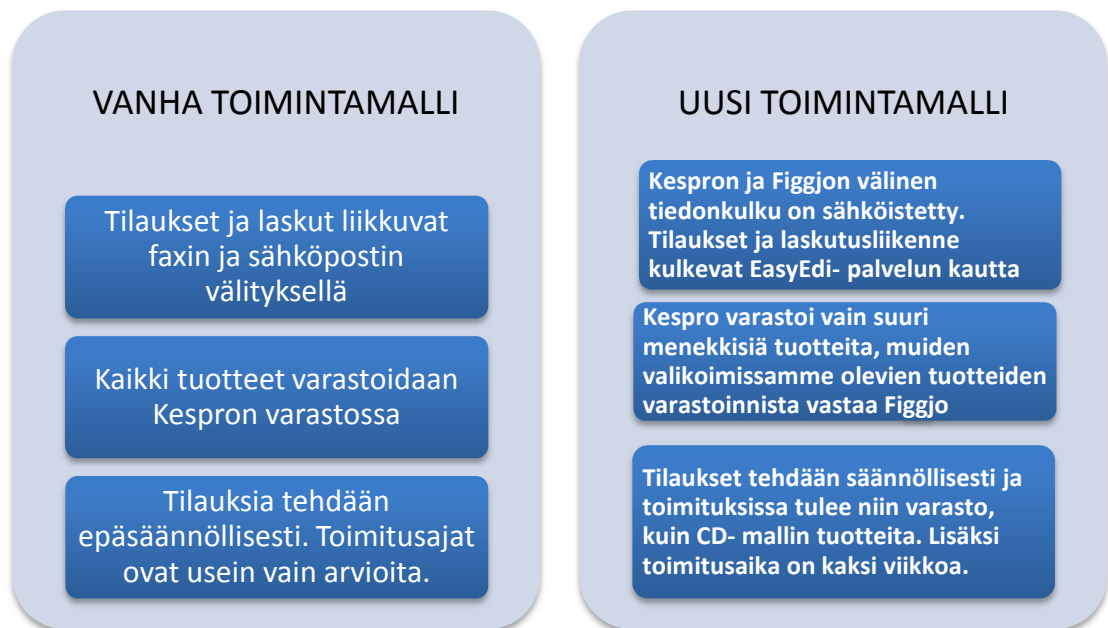 VANHA TOIMINTAMALLI
Tilaukset ja laskut liikkuvat
faxin ja sähköpostin
välityksellä
Kaikki tuotteet varastoidaan
Kespron varastossa
Tilauksia tehdään
epäsäännöllisesti. Toimitusajat
ovat usein vain arvioita.
UUSI TOIMINTAMALLI
Kespron ja Figgjon välinen
tiedonkulku on sähköistetty.
Tilaukset ja laskutusliikenne
kulkevat EasyEdi- palvelun kautta
Kespro varastoi vain suuri
menekkisiä tuotteita, muiden
valikoimissamme olevien tuotteiden
varastoinnista vastaa Figgjo
Tilaukset tehdään säännöllisesti ja
toimituksissa tulee niin varasto,
kuin CD- mallin tuotteita. Lisäksi
toimitusaika on kaksi viikkoa.